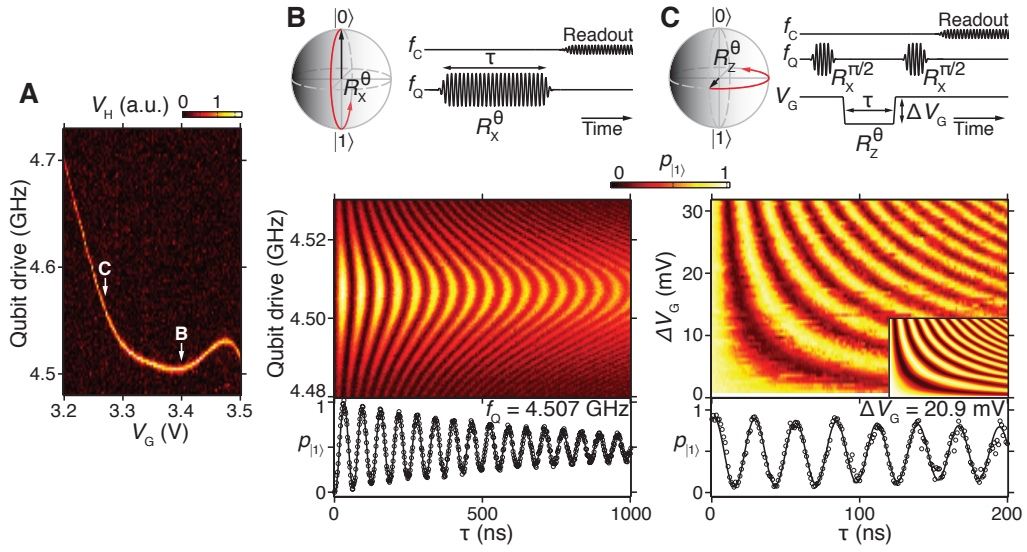 A
V_H (a.u.)
0 1
Qubit drive (GHz)
4.7
4.6
4.5
C
B
3.2 3.3 3.4 3.5
V_G (V)
B
|0⟩
R_X^θ
|1⟩
f_C
Readout
f_Q
τ
R_X^θ
Time
C
|0⟩
R_Z^θ
|1⟩
f_C
Readout
f_Q
R_X^π/2 R_X^π/2
V_G
τ
ΔV_G
R_Z^θ
Time
p_|1⟩
0 1
Qubit drive (GHz)
4.52
4.50
4.48
f_Q = 4.507 GHz
p_|1⟩
1
0
0 500 1000
τ (ns)
ΔV_G (mV)
30
20
10
0
ΔV_G = 20.9 mV
p_|1⟩
1
0
0 100 200
τ (ns)